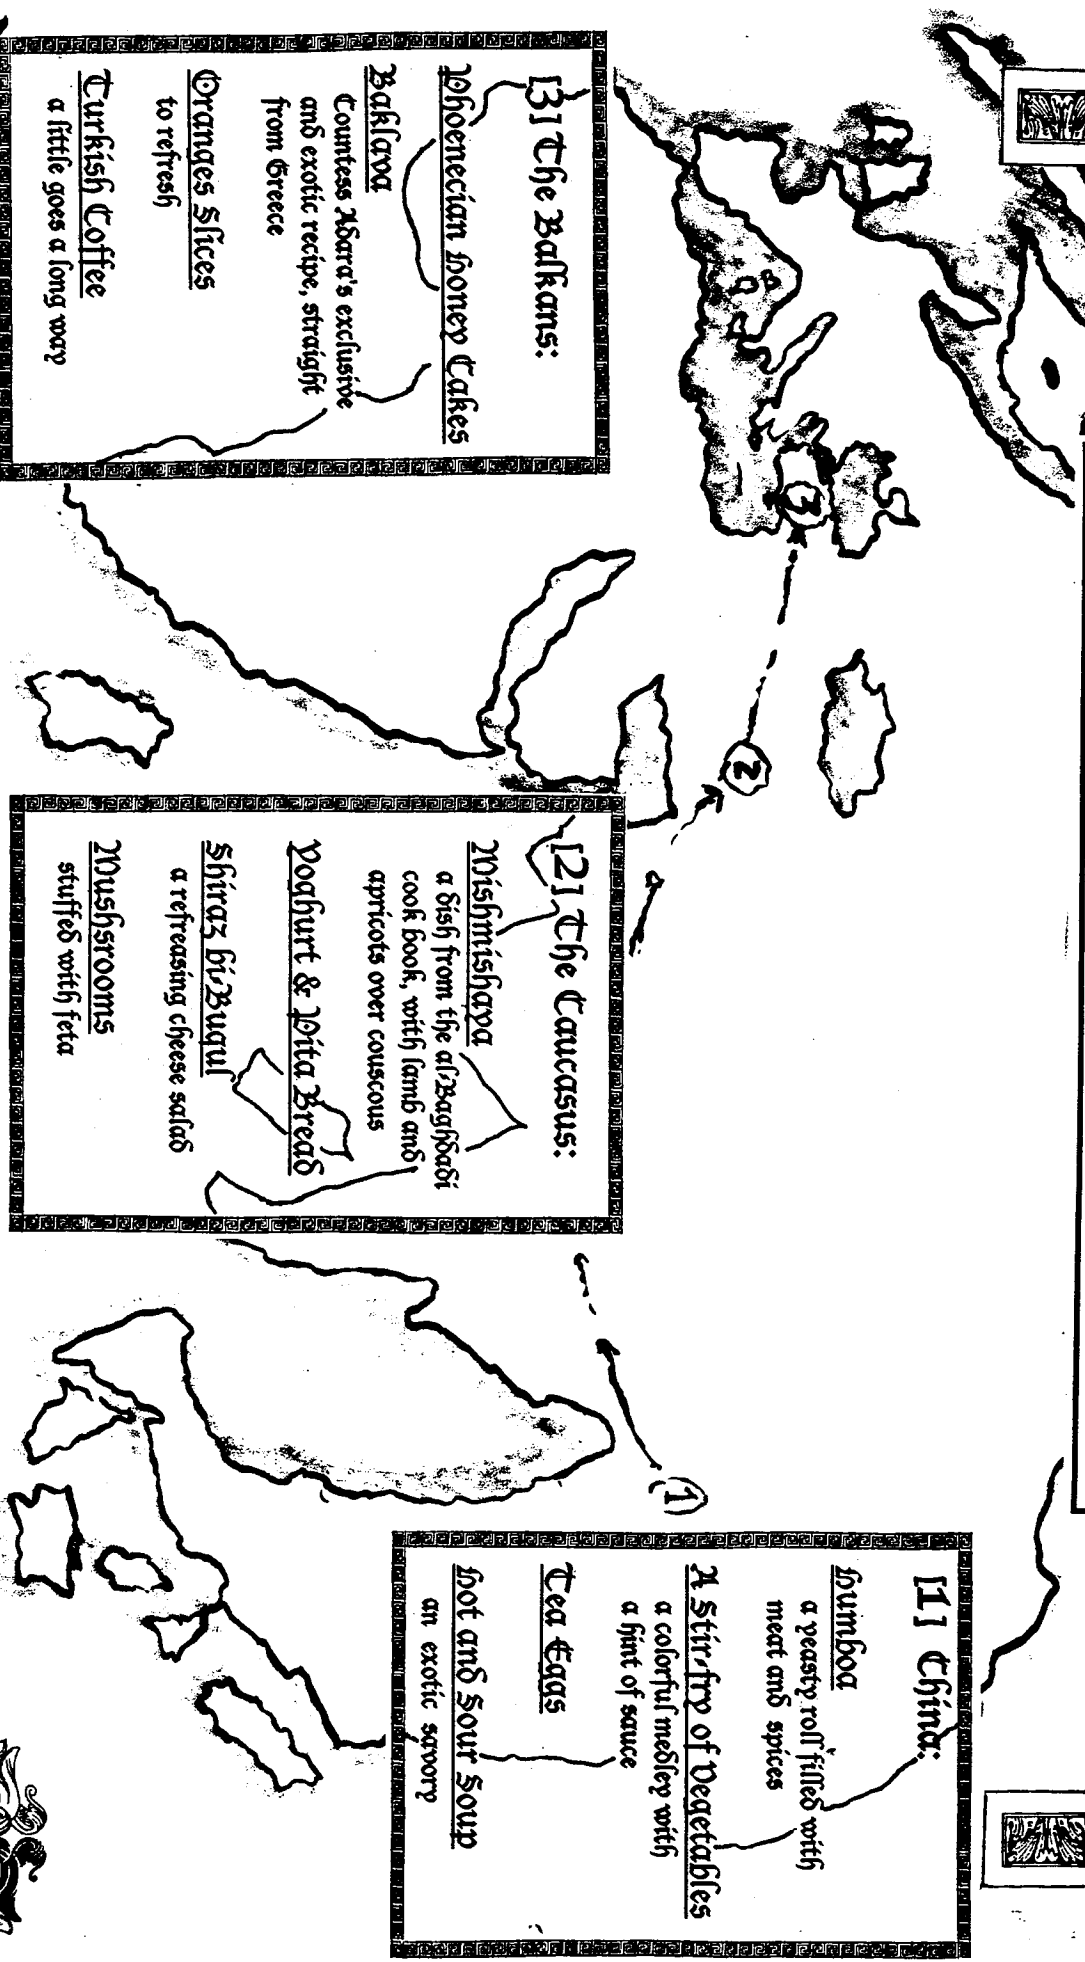 [3] The Balkans:
Phoenecian Honey Cakes
Baklava
Countess Adara's exclusive
and exotic recipe, straight
from Greece
Oranges Slices
to refresh
Turkish Coffee
a little goes a long way
3
2
B
[2] The Caucasus:
Mishmishaya
a dish from the al-Baghdadi
cook book, with lamb and
apricots over couscous
Yoghurt & Pita Bread
Shiraz bi-Buqul
a refreasing cheese salad
Mushsrooms
stuffed with feta
1
[1] China:
Humboa
a yeasty roll filled with
meat and spices
A Stir-fry of Vegetables
a colorful medley with
a hint of sauce
Tea Eggs
Hot and Sour Soup
an exotic savory